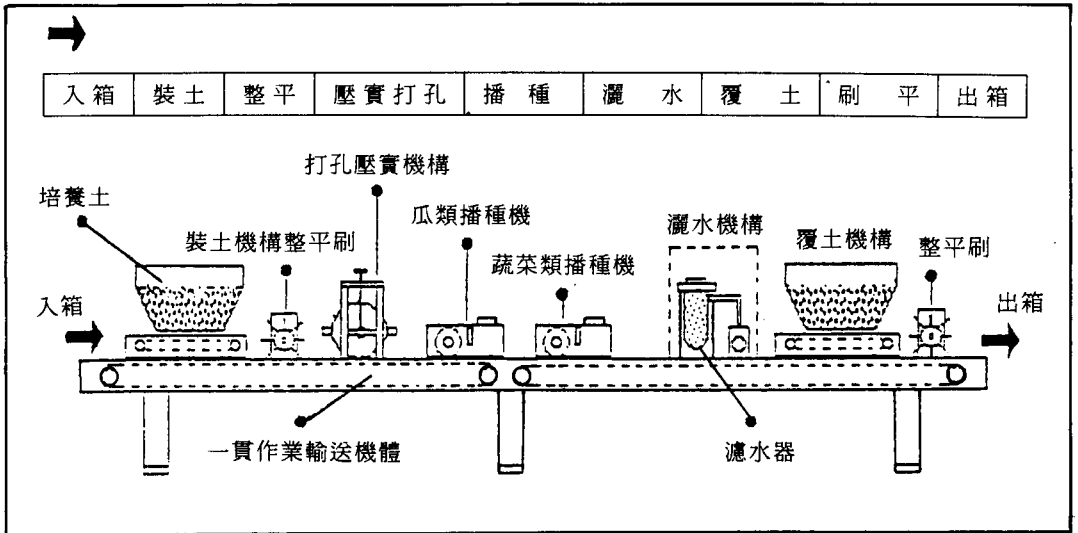 入箱 裝土 整平 壓實打孔 播種 灑水 覆土 刷平 出箱
打孔壓實機構
培養土
瓜類播種機
灑水機構
裝土機構整平刷
覆土機構
整平刷
蔬菜類播種機
入箱
出箱
一貫作業輸送機體
濾水器